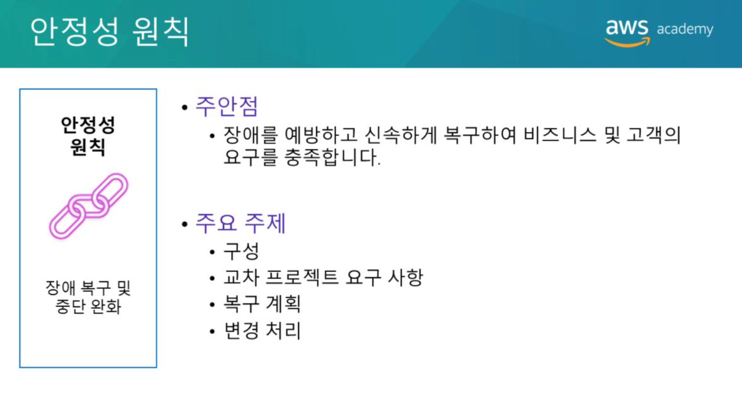 안정성 원칙
aws academy
안정성
원칙
장애 복구 및
중단 완화
• 주안점
• 장애를 예방하고 신속하게 복구하여 비즈니스 및 고객의
요구를 충족합니다.
• 주요 주제
• 구성
• 교차 프로젝트 요구 사항
• 복구 계획
• 변경 처리